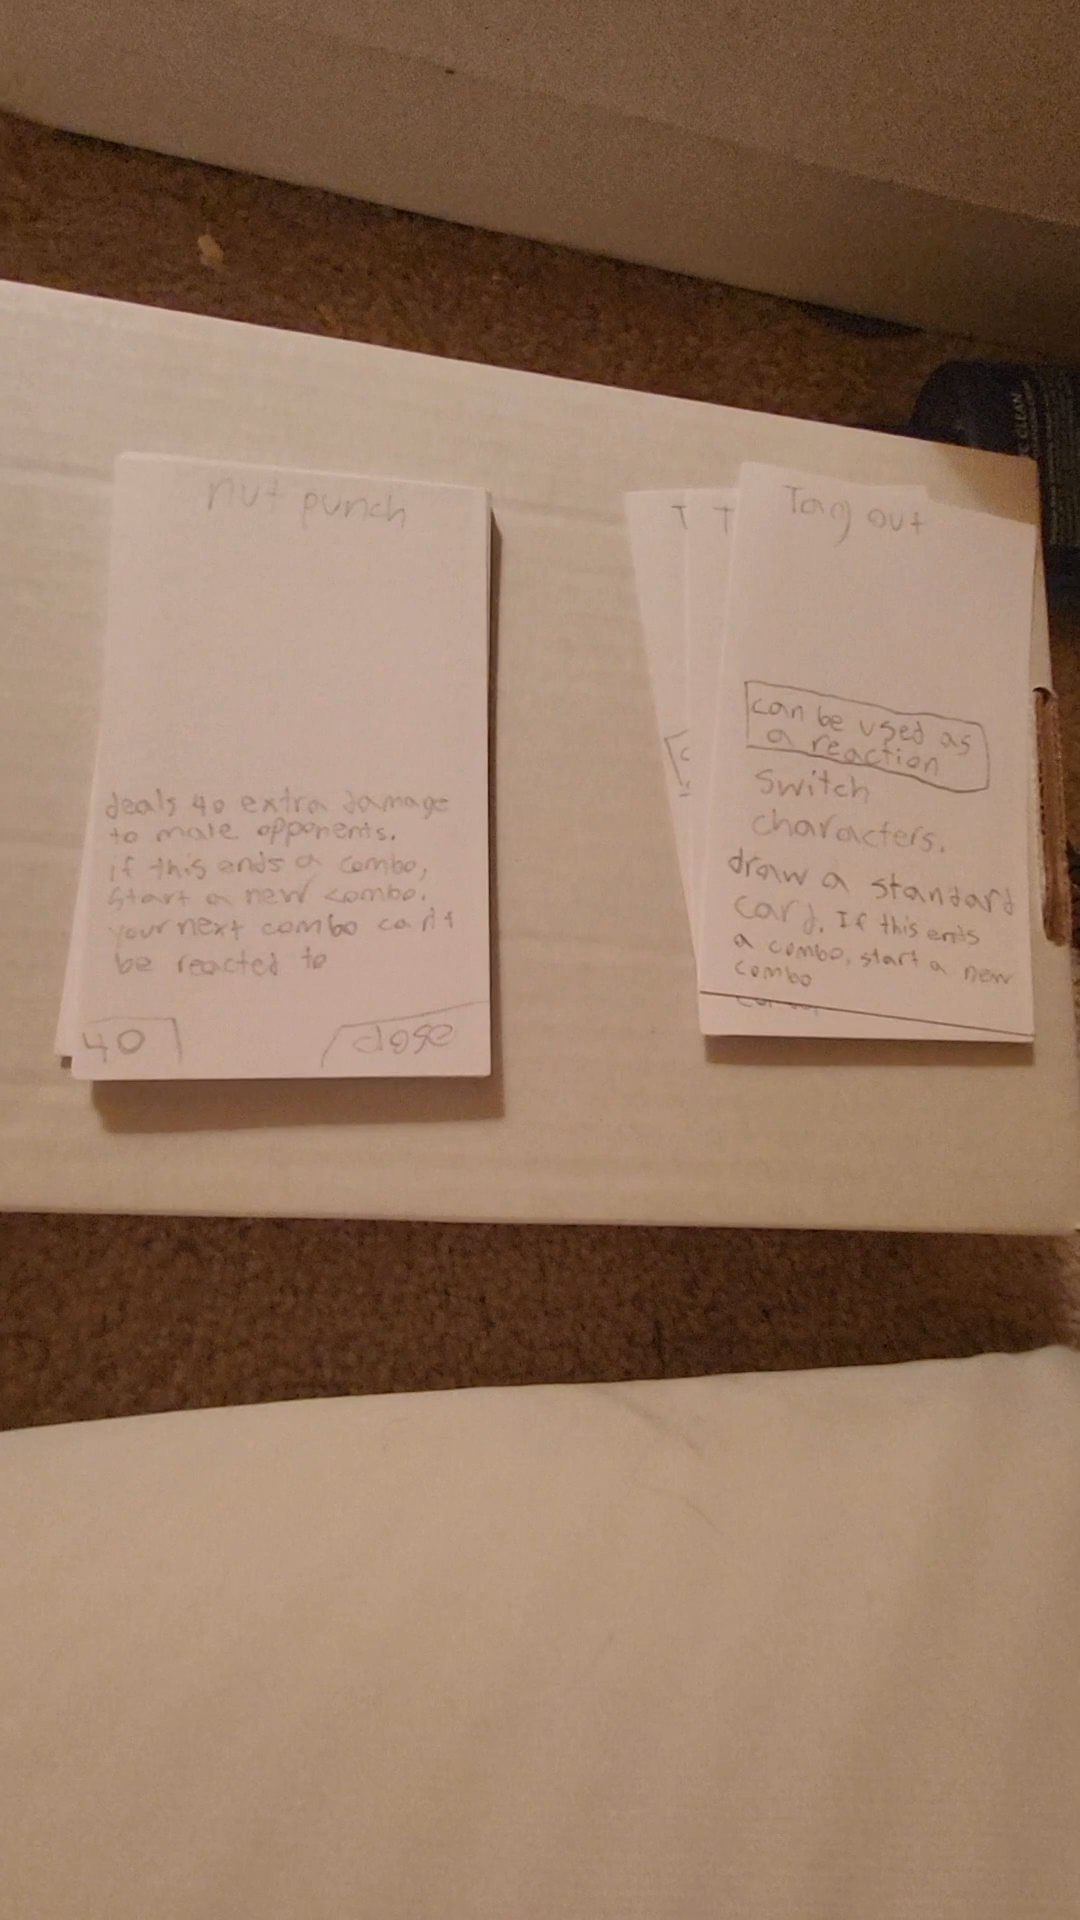 nut punch
deals 40 extra damage
to male opponents.
if this ends a combo,
start a new combo.
your next combo can't
be reacted to
40
close
T
T
Tag out
can be used as
a reaction
Switch
characters.
draw a standard
card. If this ends
a combo, start a new
combo
CLEAN